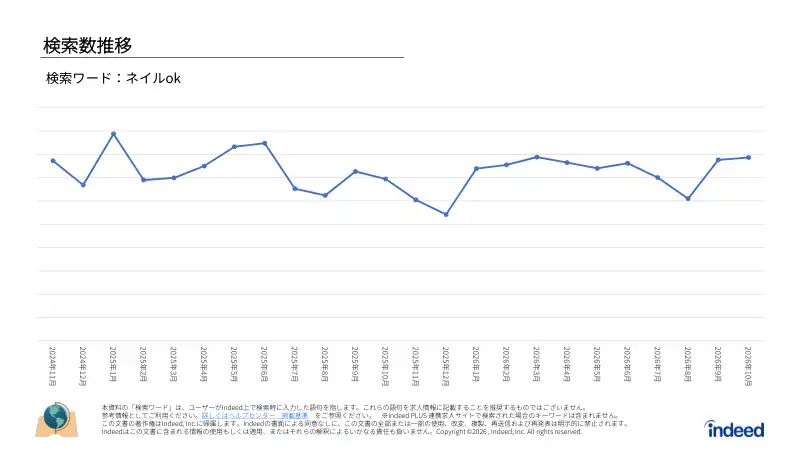 検索数推移
検索ワード：ネイルok
2024年11月
2024年12月
2025年1月
2025年2月
2025年3月
2025年4月
2025年5月
2025年6月
2025年7月
2025年8月
2025年9月
2025年10月
2025年11月
2025年12月
2026年1月
2026年2月
2026年3月
2026年4月
2026年5月
2026年6月
2026年7月
2026年8月
2026年9月
2026年10月
本資料の「検索ワード」は、ユーザーがIndeed上で検索時に入力した語句を指します。これらの語句を求人情報に記載することを推奨するものではございません。
参考情報としてご利用ください。詳しくはヘルプセンター　掲載基準　をご参照ください。　※Indeed PLUS 連携求人サイトで検索された場合のキーワードは含まれません。
この文書の著作権はIndeed, Inc.に帰属します。Indeedの書面による同意なしに、この文書の全部または一部の使用、改変、複製、再送信および再発表は明示的に禁止されます。
Indeedはこの文書に含まれる情報の使用もしくは適用、またはそれらの解釈によるいかなる責任も負いません。Copyright ©2026 , Indeed, Inc. All rights reserved.
indeed